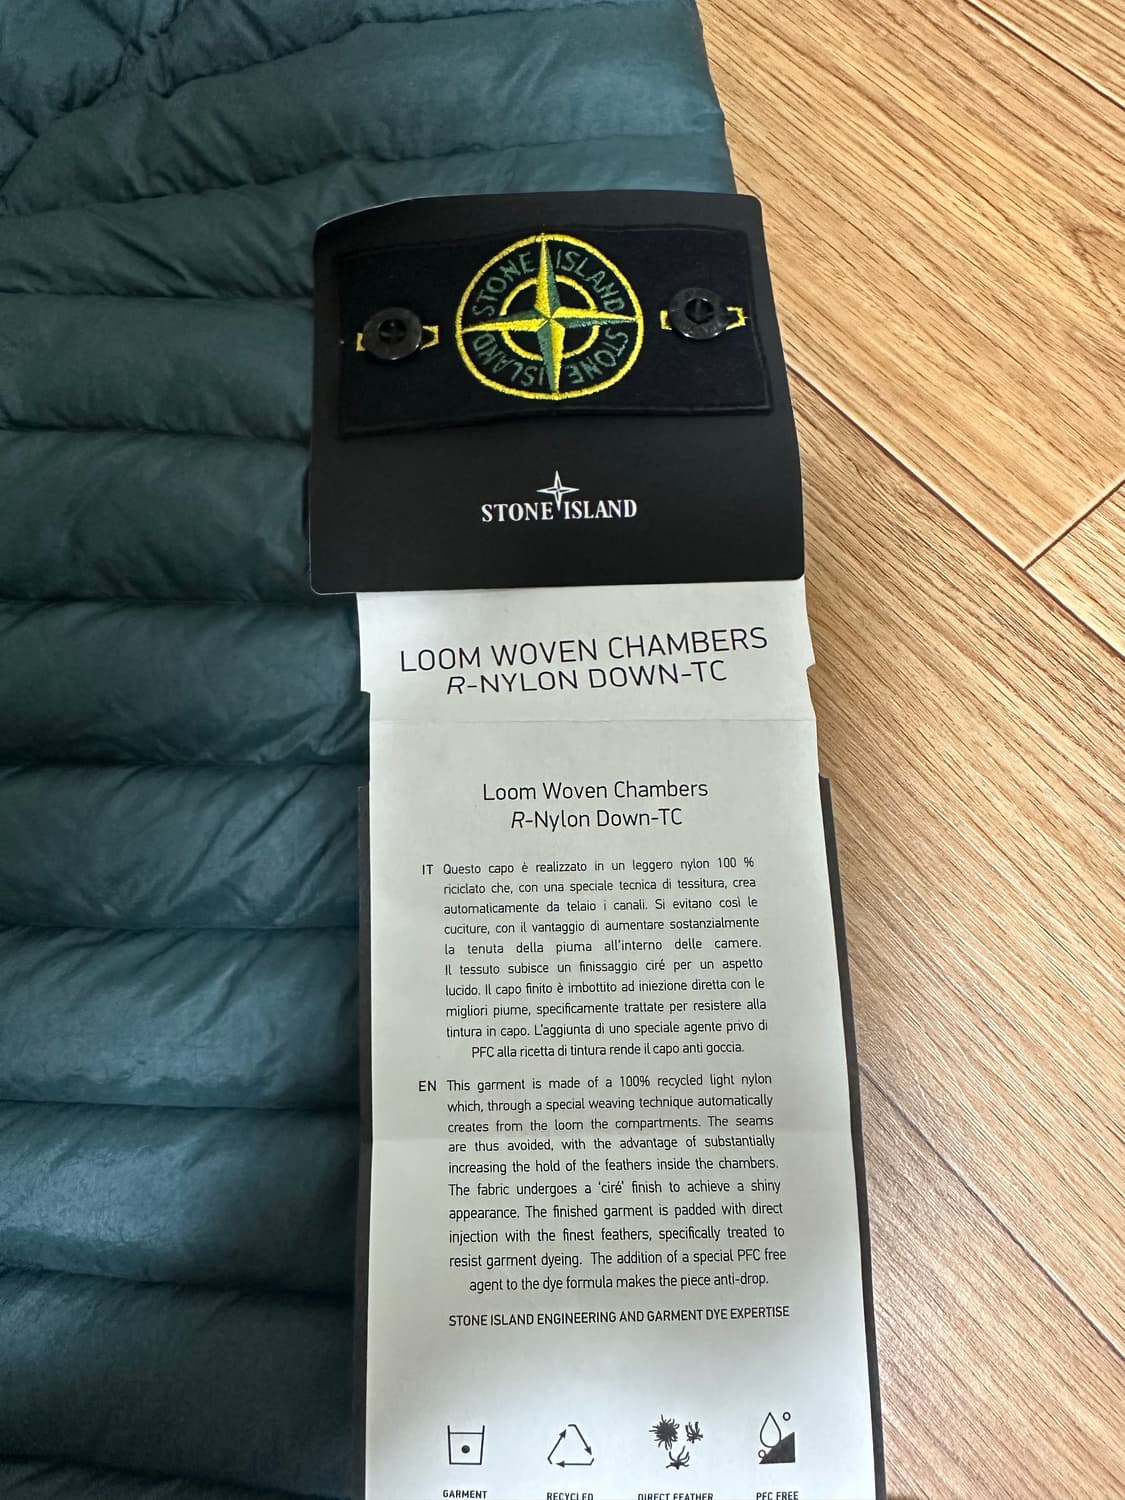 STONE ISLAND STONE ISLAND
STONE ISLAND
LOOM WOVEN CHAMBERS
R-NYLON DOWN-TC
Loom Woven Chambers
R-Nylon Down-TC
IT Questo capo è realizzato in un leggero nylon 100 %
riciclato che, con una speciale tecnica di tessitura, crea
automaticamente da telaio i canali. Si evitano così le
cuciture, con il vantaggio di aumentare sostanzialmente
la tenuta della piuma all'interno delle camere.
Il tessuto subisce un finissaggio ciré per un aspetto
lucido. Il capo finito è imbottito ad iniezione diretta con le
migliori piume, specificamente trattate per resistere alla
tintura in capo. L'aggiunta di uno speciale agente privo di
PFC alla ricetta di tintura rende il capo anti goccia.
EN This garment is made of a 100% recycled light nylon
which, through a special weaving technique automatically
creates from the loom the compartments. The seams
are thus avoided, with the advantage of substantially
increasing the hold of the feathers inside the chambers.
The fabric undergoes a 'ciré' finish to achieve a shiny
appearance. The finished garment is padded with direct
injection with the finest feathers, specifically treated to
resist garment dyeing. The addition of a special PFC free
agent to the dye formula makes the piece anti-drop.
STONE ISLAND ENGINEERING AND GARMENT DYE EXPERTISE
GARMENT RECYCLED DIRECT FEATHER PFC FREE